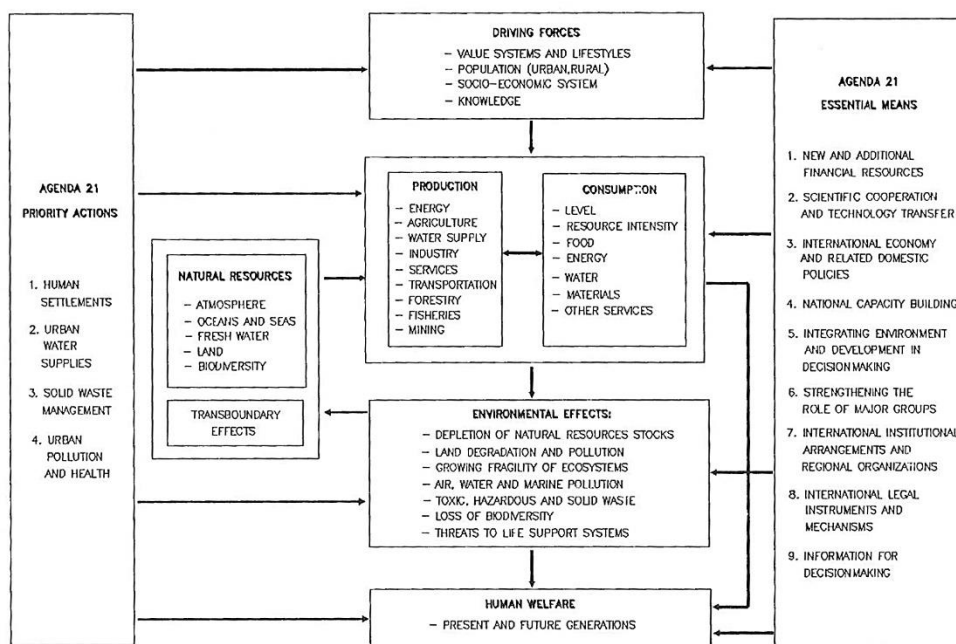 AGENDA 21
PRIORITY ACTIONS
1. HUMAN
SETTLEMENTS
2. URBAN
WATER
SUPPLIES
3. SOLID WASTE
MANAGEMENT
4. URBAN
POLLUTION
AND HEALTH
DRIVING FORCES
– VALUE SYSTEMS AND LIFESTYLES
– POPULATION (URBAN,RURAL)
– SOCIO-ECONOMIC SYSTEM
– KNOWLEDGE
PRODUCTION
– ENERGY
– AGRICULTURE
– WATER SUPPLY
– INDUSTRY
– SERVICES
– TRANSPORTATION
– FORESTRY
– FISHERIES
– MINING
CONSUMPTION
– LEVEL
– RESOURCE INTENSITY
– FOOD
– ENERGY
– WATER
– MATERIALS
– OTHER SERVICES
NATURAL RESOURCES
– ATMOSPHERE
– OCEANS AND SEAS
– FRESH WATER
– LAND
– BIODIVERSITY
TRANSBOUNDARY
EFFECTS
ENVIRONMENTAL EFFECTS:
– DEPLETION OF NATURAL RESOURCES STOCKS
– LAND DEGRADATION AND POLLUTION
– GROWING FRAGILITY OF ECOSYSTEMS
– AIR, WATER AND MARINE POLLUTION
– TOXIC, HAZARDOUS AND SOLID WASTE
– LOSS OF BIODIVERSITY
– THREATS TO LIFE SUPPORT SYSTEMS
HUMAN WELFARE
– PRESENT AND FUTURE GENERATIONS
AGENDA 21
ESSENTIAL MEANS
1. NEW AND ADDITIONAL
FINANCIAL RESOURCES
2. SCIENTIFIC COOPERATION
AND TECHNOLOGY TRANSFER
3. INTERNATIONAL ECONOMY
AND RELATED DOMESTIC
POLICIES
4. NATIONAL CAPACITY BUILDING
5. INTEGRATING ENVIRONMENT
AND DEVELOPMENT IN
DECISION MAKING
6. STRENGTHENING THE
ROLE OF MAJOR GROUPS
7. INTERNATIONAL INSTITUTIONAL
ARRANGEMENTS AND
REGIONAL ORGANIZATIONS
8. INTERNATIONAL LEGAL
INSTRUMENTS AND
MECHANISMS
9. INFORMATION FOR
DECISION MAKING